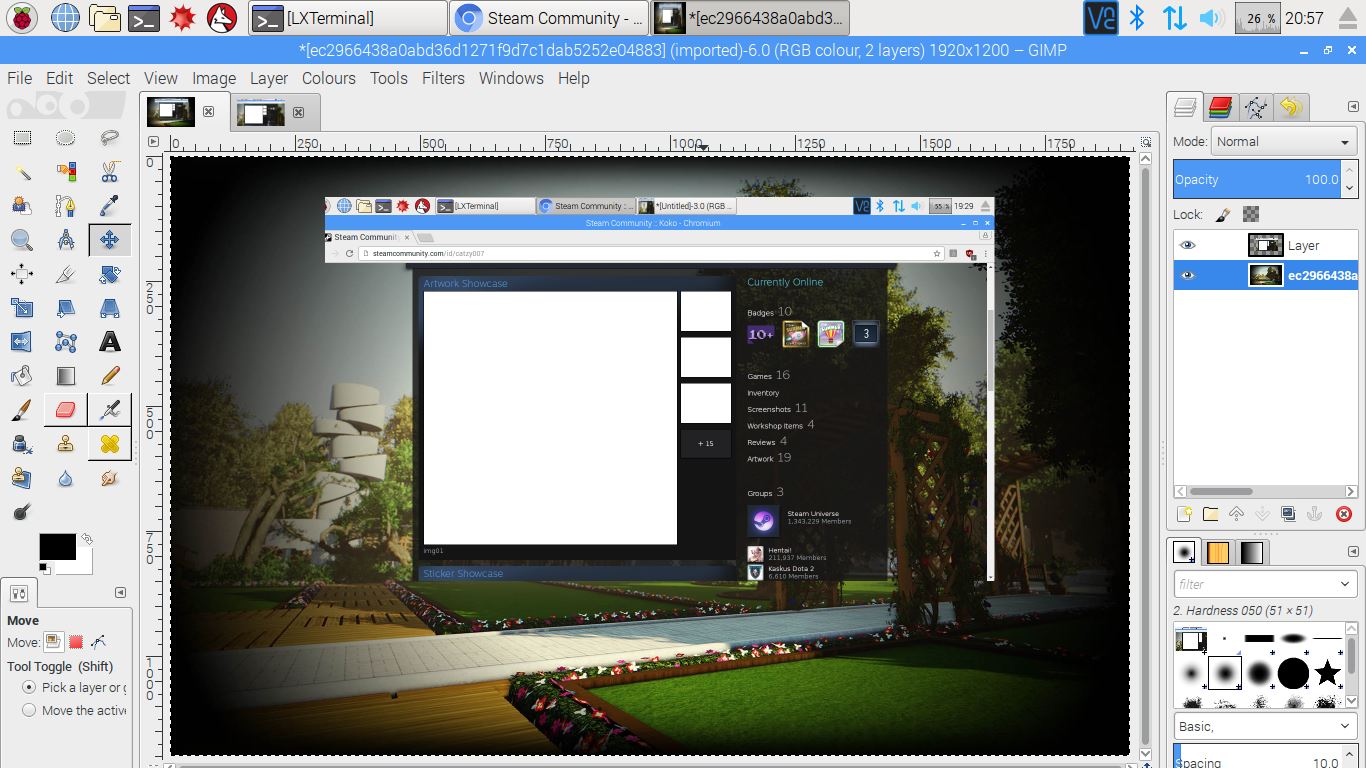 [LXTerminal]
Steam Community - ...
*[ec2966438a0abd3...
26 %
20:57
*[ec2966438a0abd36d1271f9d7c1dab5252e04883] (imported)-6.0 (RGB colour, 2 layers) 1920x1200 – GIMP
File Edit Select View Image Layer Colours Tools Filters Windows Help
0 250 500 750 1000 1250 1500 1750
0
250
500
750
1000
Mode: Normal
Opacity 100.0
Lock:
Layer
ec2966438a
[LXTerminal]
Steam Community : ...
*[Untitled]-3.0 (RGB ...
55 %
19:29
Steam Community :: Koko - Chromium
Steam Communit
steamcommunity.com/id/catzy007
Artwork Showcase
Currently Online
Badges 10
10+
3
Games 16
Inventory
Screenshots 11
Workshop Items 4
Reviews 4
Artwork 19
+ 15
Groups 3
Steam Universe
1,343,229 Members
Hentai!
211,937 Members
Kaskus Dota 2
6,610 Members
img01
Sticker Showcase
filter
2. Hardness 050 (51 × 51)
Basic,
Spacing 10.0
Move
Move:
Tool Toggle (Shift)
Pick a layer or g
Move the active